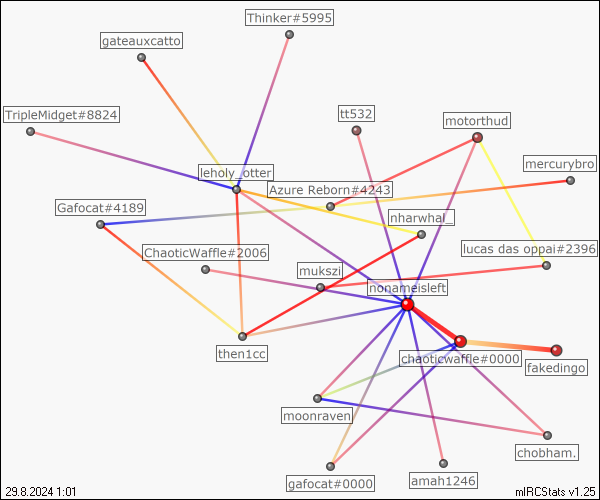 Thinker#5995
gateauxcatto
TripleMidget#8824
tt532
motorthud
mercurybro
leholy_otter
Azure Reborn#4243
Gafocat#4189
nharwhal_
ChaoticWaffle#2006
lucas das oppai#2396
mukszi
nonameisleft
then1cc
chaoticwaffle#0000
fakedingo
moonraven
chobham.
gafocat#0000
amah1246
29.8.2024 1:01
mIRCStats v1.25